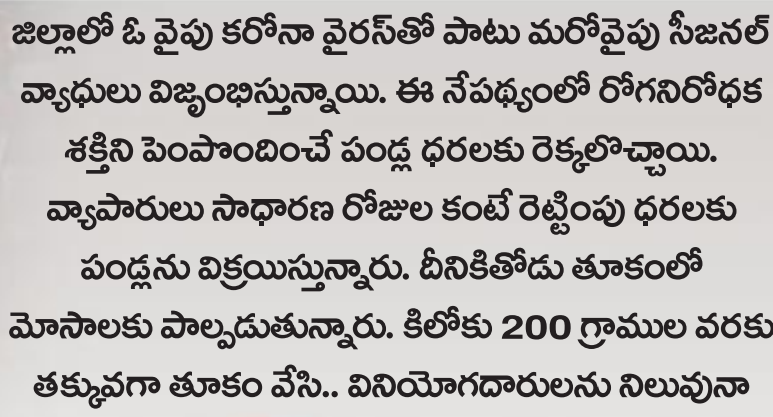 జిల్లాలో ఓ వైపు కరోనా వైరస్‌తో పాటు మరోవైపు సీజనల్
వ్యాధులు విజృంభిస్తున్నాయి. ఈ నేపథ్యంలో రోగనిరోధక
శక్తిని పెంపొందించే పండ్ల ధరలకు రెక్కలొచ్చాయి.
వ్యాపారులు సాధారణ రోజుల కంటే రెట్టింపు ధరలకు
పండ్లను విక్రయిస్తున్నారు. దీనికితోడు తూకంలో
మోసాలకు పాల్పడుతున్నారు. కిలోకు 200 గ్రాముల వరకు
తక్కువగా తూకం వేసి.. వినియోగదారులను నిలువునా